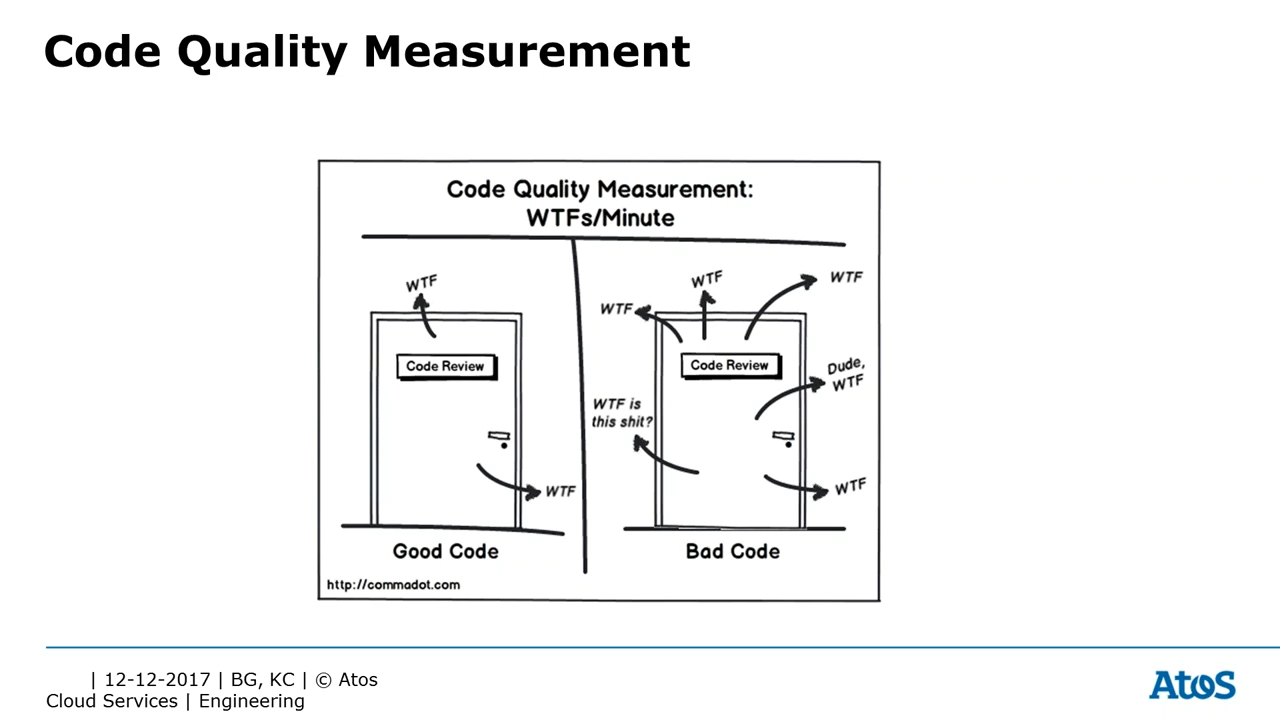 Code Quality Measurement
Code Quality Measurement:
WTFs/Minute
WTF
Code Review
WTF
Good Code
http://commadot.com
WTF
WTF
WTF
Code Review
Dude,
WTF
WTF is
this shit?
WTF
Bad Code
| 12-12-2017 | BG, KC | © Atos
Cloud Services | Engineering
Atos